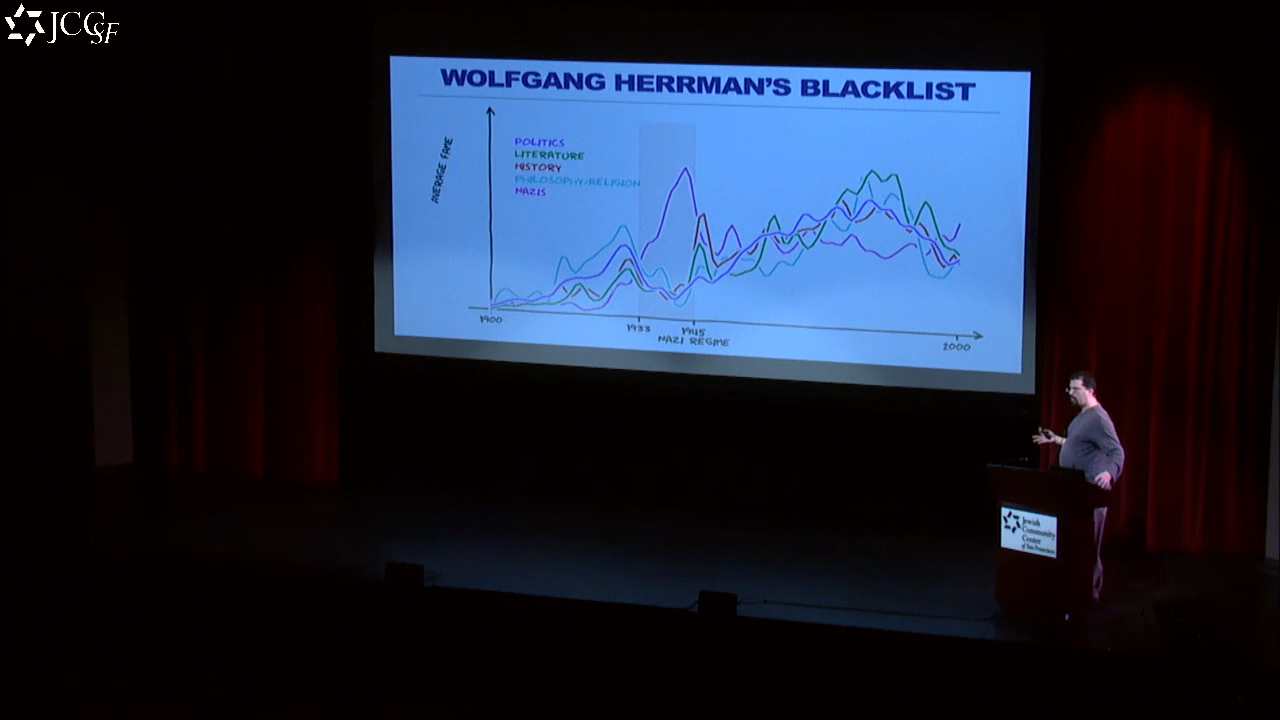 JCCSF
WOLFGANG HERRMAN'S BLACKLIST
AVERAGE FAME
POLITICS
LITERATURE
HISTORY
PHILOSOPHY/RELIGION
NAZIS
1900
1933
1945
NAZI REGIME
2000
Jewish
Community
Center
of San Francisco